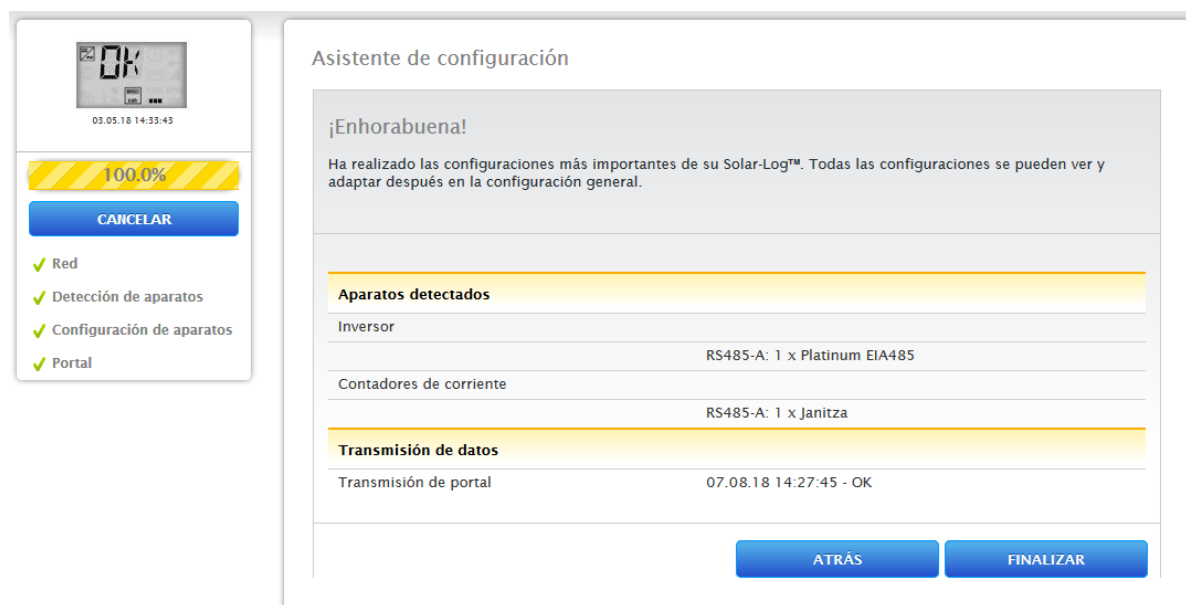 OK
03.05.18 14:33:43
100.0%
CANCELAR
Red
Detección de aparatos
Configuración de aparatos
Portal
Asistente de configuración
¡Enhorabuena!
Ha realizado las configuraciones más importantes de su Solar-Log™. Todas las configuraciones se pueden ver y
adaptar después en la configuración general.
Aparatos detectados
Inversor
RS485-A: 1 x Platinum EIA485
Contadores de corriente
RS485-A: 1 x Janitza
Transmisión de datos
Transmisión de portal 07.08.18 14:27:45 - OK
ATRÁS FINALIZAR